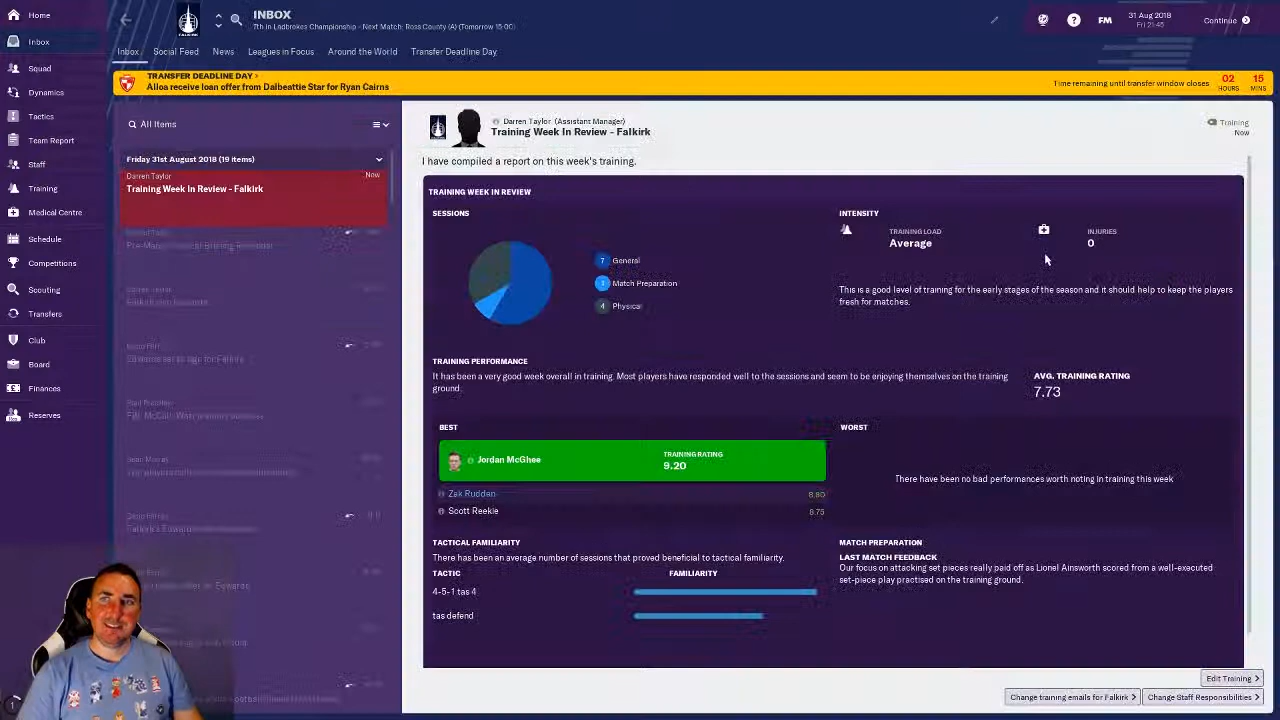 Home
INBOX
7th in Ladbrokes Championship - Next Match: Ross County (A) (Tomorrow 15:00)
FM
31 Aug 2018
Fri 21:45
Continue
Inbox
Inbox
Social Feed
News
Leagues in Focus
Around the World
Transfer Deadline Day
Squad
Dynamics
Tactics
Team Report
Staff
Training
Medical Centre
Schedule
Competitions
Scouting
Transfers
Club
Board
Finances
Reserves
TRANSFER DEADLINE DAY >
Alloa receive loan offer from Dalbeattie Star for Ryan Cairns
Time remaining until transfer window closes
02 HOURS
15 MINS
All Items
Friday 31st August 2018 (19 items)
Darren Taylor
Now
Training Week In Review - Falkirk
Darren Taylor (Assistant Manager)
Training Week In Review - Falkirk
Training
Now
I have compiled a report on this week's training.
TRAINING WEEK IN REVIEW
SESSIONS
7 General
1 Match Preparation
4 Physical
INTENSITY
TRAINING LOAD
Average
INJURIES
0
This is a good level of training for the early stages of the season and it should help to keep the players
fresh for matches.
TRAINING PERFORMANCE
It has been a very good week overall in training. Most players have responded well to the sessions and seem to be enjoying themselves on the training
ground.
AVG. TRAINING RATING
7.73
BEST
Jordan McGhee
TRAINING RATING
9.20
Zak Rudden
8.80
Scott Reekie
8.75
WORST
There have been no bad performances worth noting in training this week
TACTICAL FAMILIARITY
There has been an average number of sessions that proved beneficial to tactical familiarity.
TACTIC
FAMILIARITY
4-5-1 tas 4
tas defend
MATCH PREPARATION
LAST MATCH FEEDBACK
Our focus on attacking set pieces really paid off as Lionel Ainsworth scored from a well-executed
set-piece play practised on the training ground.
Edit Training >
Change training emails for Falkirk >
Change Staff Responsibilities >